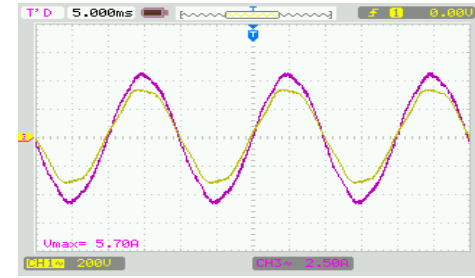 T'D 5.000ms T 1 0.00V
T
1
Vmax= 5.70A
CH1~ 200V CH3~ 2.50A